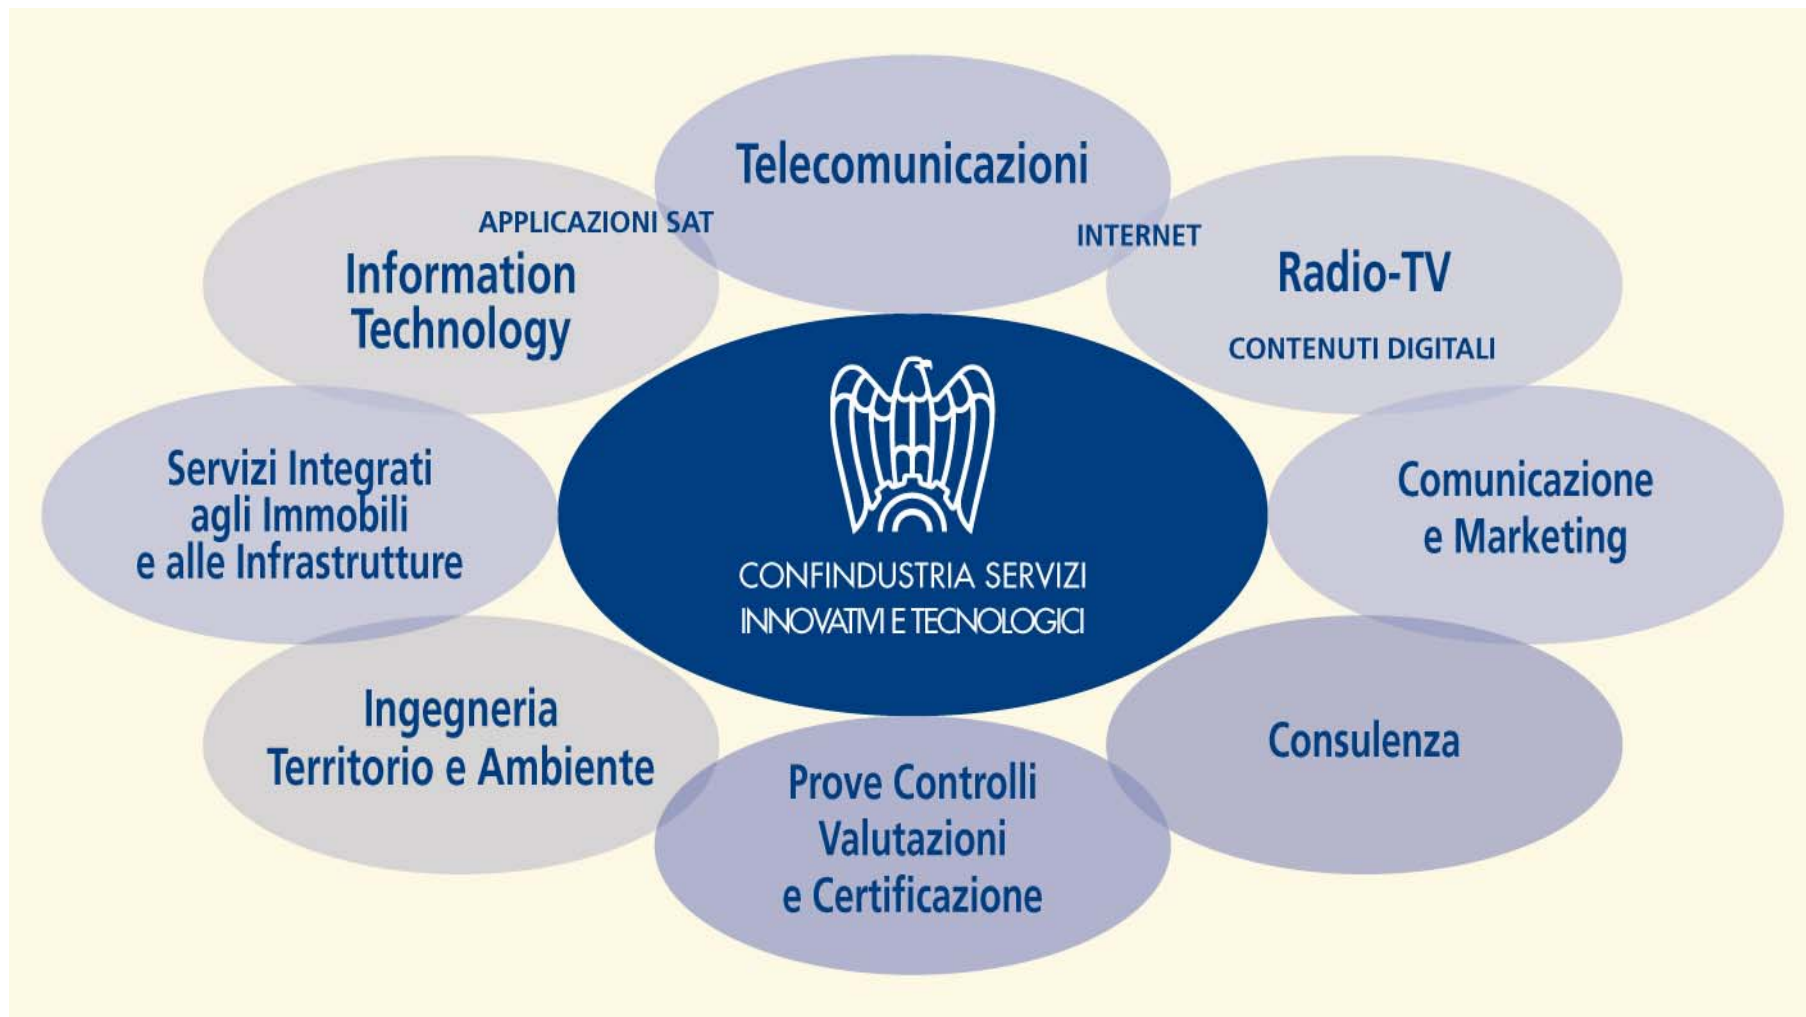 Telecomunicazioni
APPLICAZIONI SAT
INTERNET
Information
Technology
Radio-TV
CONTENUTI DIGITALI
Servizi Integrati
agli Immobili
e alle Infrastrutture
CONFINDUSTRIA SERVIZI
INNOVATIVI E TECNOLOGICI
Comunicazione
e Marketing
Ingegneria
Territorio e Ambiente
Prove Controlli
Valutazioni
e Certificazione
Consulenza